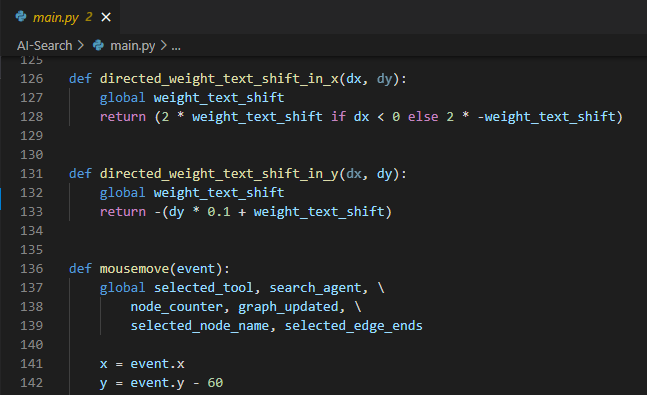 main.py 2 ×
AI-Search > main.py > ...
125
126 def directed_weight_text_shift_in_x(dx, dy):
127     global weight_text_shift
128     return (2 * weight_text_shift if dx < 0 else 2 * -weight_text_shift)
129
130
131 def directed_weight_text_shift_in_y(dx, dy):
132     global weight_text_shift
133     return -(dy * 0.1 + weight_text_shift)
134
135
136 def mousemove(event):
137     global selected_tool, search_agent, \
138         node_counter, graph_updated, \
139         selected_node_name, selected_edge_ends
140
141     x = event.x
142     y = event.y - 60